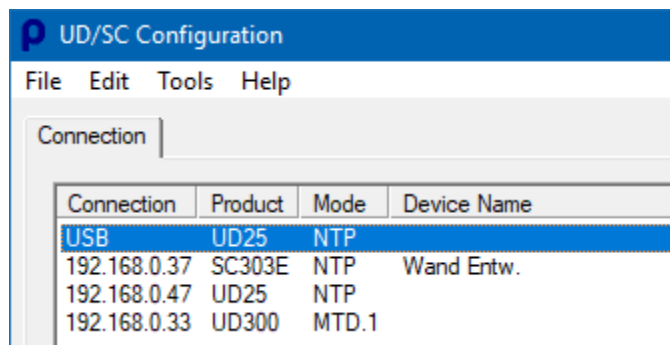 UD/SC Configuration
File Edit Tools Help
Connection
Connection Product Mode Device Name
USB UD25 NTP
192.168.0.37 SC303E NTP Wand Entw.
192.168.0.47 UD25 NTP
192.168.0.33 UD300 MTD.1